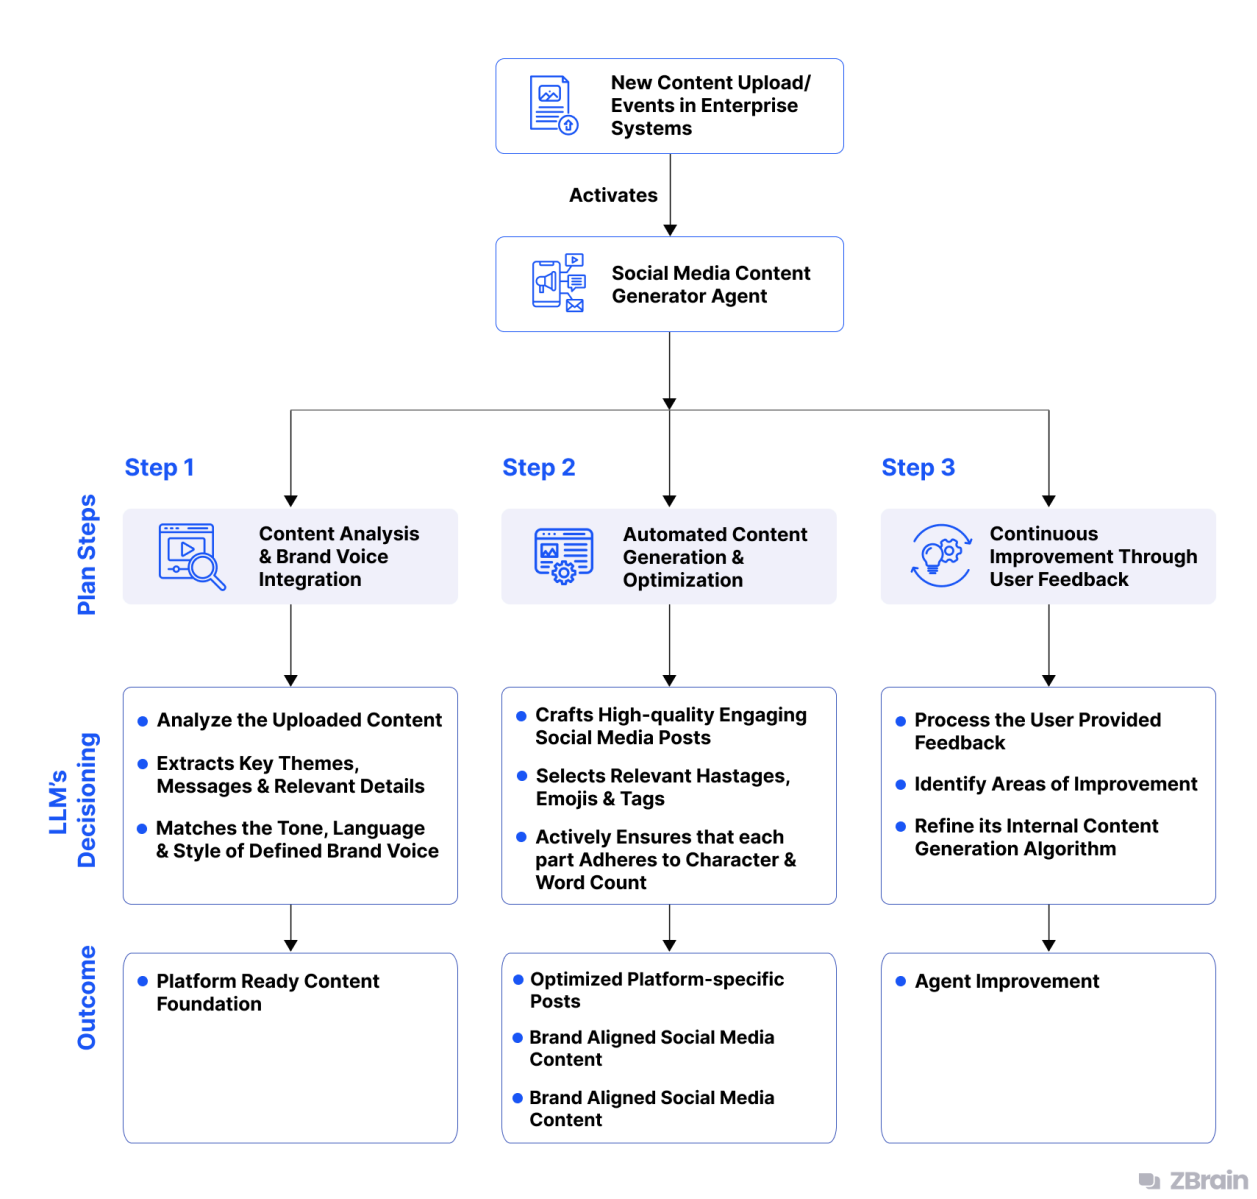 New Content Upload/
Events in Enterprise
Systems
Activates
Social Media Content
Generator Agent
Step 1
Step 2
Step 3
Plan Steps
Content Analysis
& Brand Voice
Integration
Automated Content
Generation &
Optimization
Continuous
Improvement Through
User Feedback
LLM's
Decisioning
Analyze the Uploaded Content
Extracts Key Themes,
Messages & Relevant Details
Matches the Tone, Language
& Style of Defined Brand Voice
Crafts High-quality Engaging
Social Media Posts
Selects Relevant Hastages,
Emojis & Tags
Actively Ensures that each
part Adheres to Character &
Word Count
Process the User Provided
Feedback
Identify Areas of Improvement
Refine its Internal Content
Generation Algorithm
Outcome
Platform Ready Content
Foundation
Optimized Platform-specific
Posts
Brand Aligned Social Media
Content
Brand Aligned Social Media
Content
Agent Improvement
ZBrain